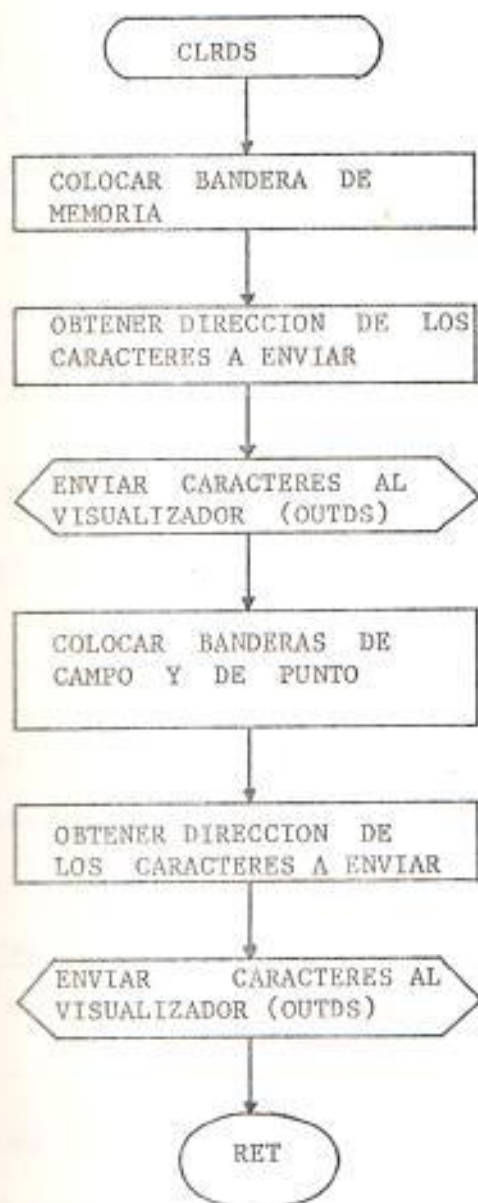 CLRDS
COLOCAR BANDERA DE
MEMORIA
OBTENER DIRECCION DE LOS
CARACTERES A ENVIAR
ENVIAR CARACTERES AL
VISUALIZADOR (OUTDS)
COLOCAR BANDERAS DE
CAMPO Y DE PUNTO
OBTENER DIRECCION DE
LOS CARACTERES A ENVIAR
ENVIAR CARACTERES AL
VISUALIZADOR (OUTDS)
RET